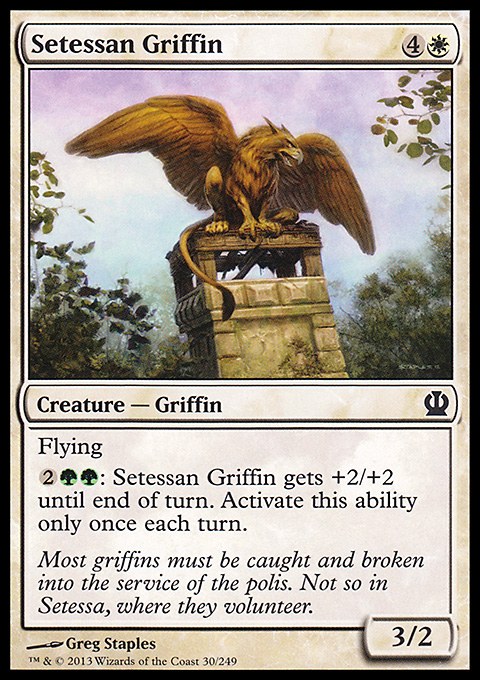 Setessan Griffin 4
Creature — Griffin
Flying
2: Setessan Griffin gets +2/+2
until end of turn. Activate this ability
only once each turn.
Most griffins must be caught and broken
into the service of the polis. Not so in
Setessa, where they volunteer.
Greg Staples
3/2
™ & © 2013 Wizards of the Coast 30/249